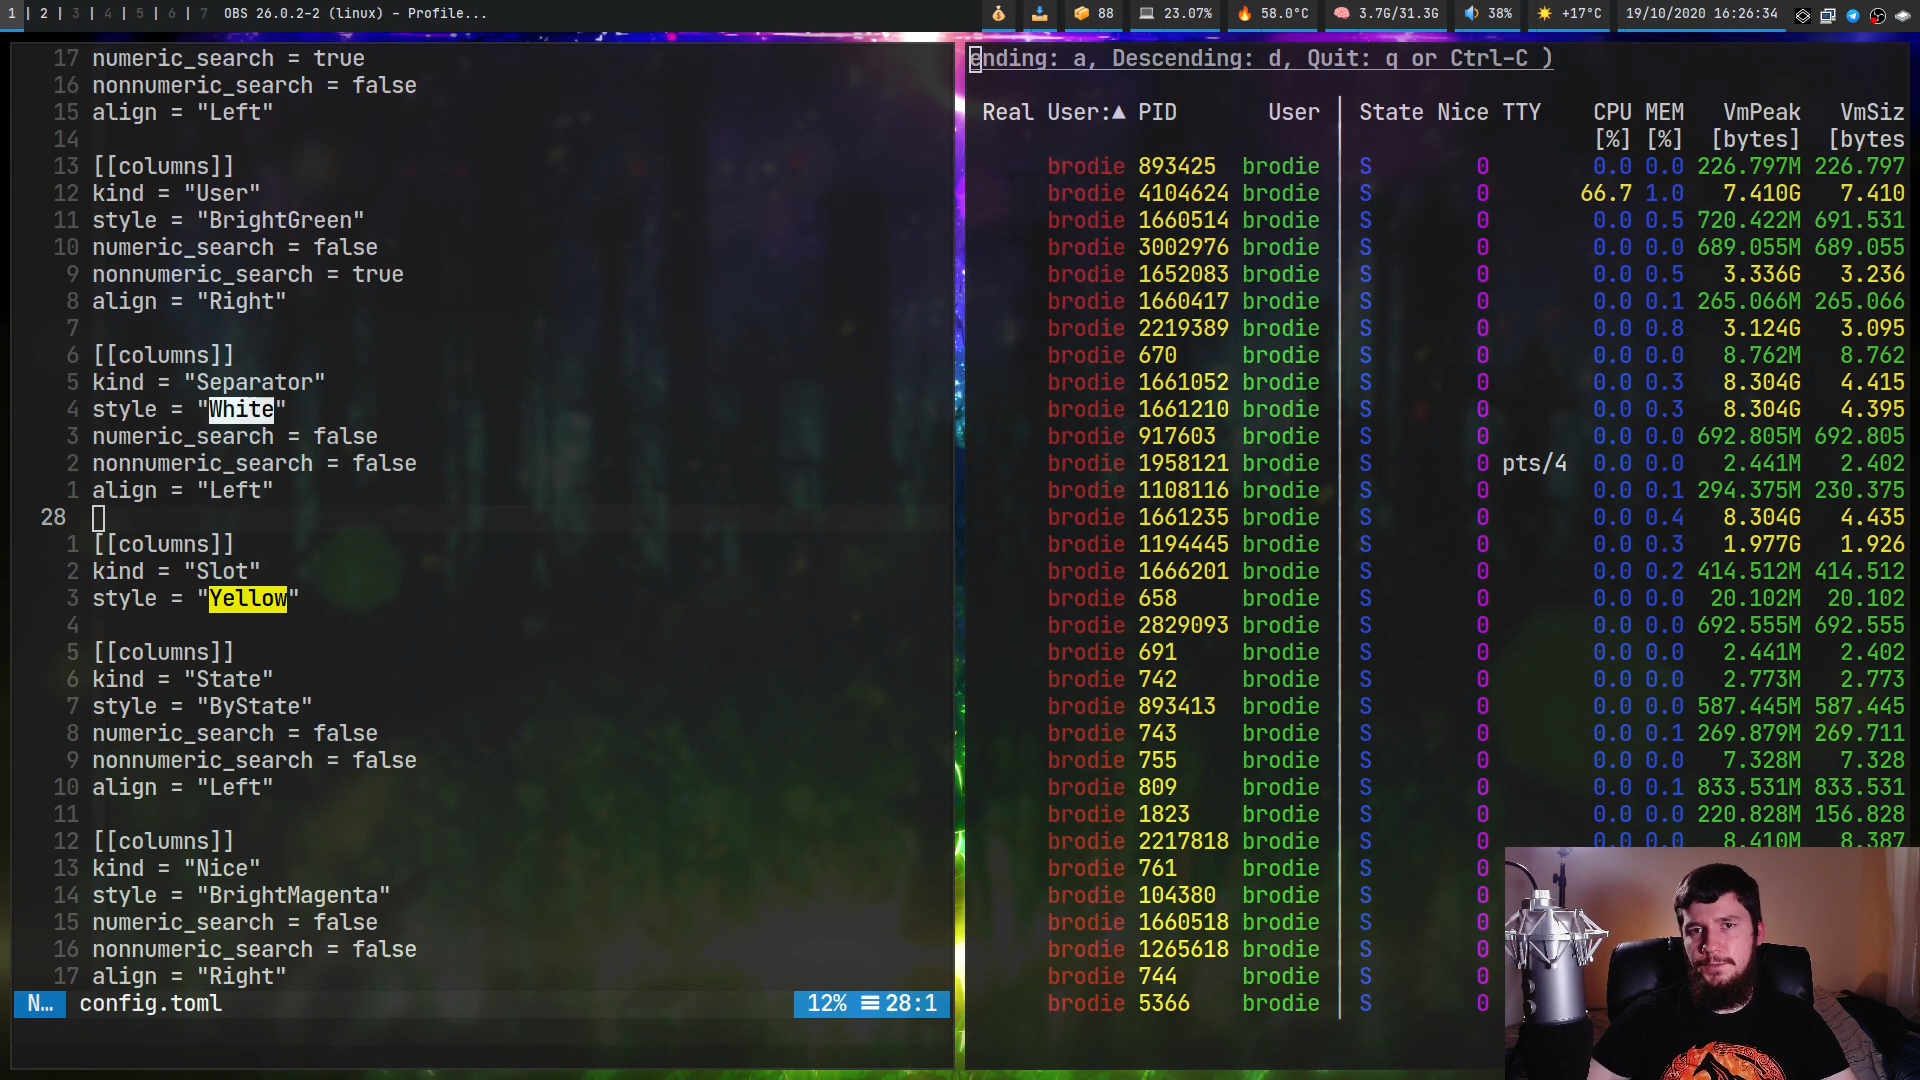 1 | 2 | 3 | 4 | 5 | 6 | 7 OBS 26.0.2-2 (linux) - Profile... 88 23.07% 58.0°C 3.7G/31.3G 38% +17°C 19/10/2020 16:26:34
17 numeric_search = true
16 nonnumeric_search = false
15 align = "Left"
14
13 [[columns]]
12 kind = "User"
11 style = "BrightGreen"
10 numeric_search = false
9 nonnumeric_search = true
8 align = "Right"
7
6 [[columns]]
5 kind = "Separator"
4 style = "White"
3 numeric_search = false
2 nonnumeric_search = false
1 align = "Left"
28
1 [[columns]]
2 kind = "Slot"
3 style = "Yellow"
4
5 [[columns]]
6 kind = "State"
7 style = "ByState"
8 numeric_search = false
9 nonnumeric_search = false
10 align = "Left"
11
12 [[columns]]
13 kind = "Nice"
14 style = "BrightMagenta"
15 numeric_search = false
16 nonnumeric_search = false
17 align = "Right"
N… config.toml 12% 28:1
ending: a, Descending: d, Quit: q or Ctrl-C )
Real User:▲ PID User │ State Nice TTY CPU MEM VmPeak VmSiz
[%] [%] [bytes] [bytes
brodie 893425 brodie │ S 0 0.0 0.0 226.797M 226.797
brodie 4104624 brodie │ S 0 66.7 1.0 7.410G 7.410
brodie 1660514 brodie │ S 0 0.0 0.5 720.422M 691.531
brodie 3002976 brodie │ S 0 0.0 0.0 689.055M 689.055
brodie 1652083 brodie │ S 0 0.0 0.5 3.336G 3.236
brodie 1660417 brodie │ S 0 0.0 0.1 265.066M 265.066
brodie 2219389 brodie │ S 0 0.0 0.8 3.124G 3.095
brodie 670 brodie │ S 0 0.0 0.0 8.762M 8.762
brodie 1661052 brodie │ S 0 0.0 0.3 8.304G 4.415
brodie 1661210 brodie │ S 0 0.0 0.3 8.304G 4.395
brodie 917603 brodie │ S 0 0.0 0.0 692.805M 692.805
brodie 1958121 brodie │ S 0 pts/4 0.0 0.0 2.441M 2.402
brodie 1108116 brodie │ S 0 0.0 0.1 294.375M 230.375
brodie 1661235 brodie │ S 0 0.0 0.4 8.304G 4.435
brodie 1194445 brodie │ S 0 0.0 0.3 1.977G 1.926
brodie 1666201 brodie │ S 0 0.0 0.2 414.512M 414.512
brodie 658 brodie │ S 0 0.0 0.0 20.102M 20.102
brodie 2829093 brodie │ S 0 0.0 0.0 692.555M 692.555
brodie 691 brodie │ S 0 0.0 0.0 2.441M 2.402
brodie 742 brodie │ S 0 0.0 0.0 2.773M 2.773
brodie 893413 brodie │ S 0 0.0 0.0 587.445M 587.445
brodie 743 brodie │ S 0 0.0 0.1 269.879M 269.711
brodie 755 brodie │ S 0 0.0 0.0 7.328M 7.328
brodie 809 brodie │ S 0 0.0 0.1 833.531M 833.531
brodie 1823 brodie │ S 0 0.0 0.0 220.828M 156.828
brodie 2217818 brodie │ S 0 0.0 0.0 8.410M 8.387
brodie 761 brodie │ S 0
brodie 104380 brodie │ S 0
brodie 1660518 brodie │ S 0
brodie 1265618 brodie │ S 0
brodie 744 brodie │ S 0
brodie 5366 brodie │ S 0